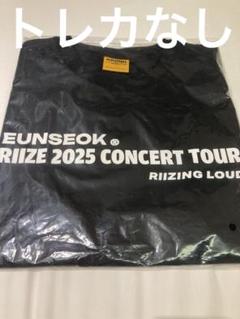 トレカなし
EUNSEOK®
RIIZE 2025 CONCERT TOUR
RIIZING LOUD